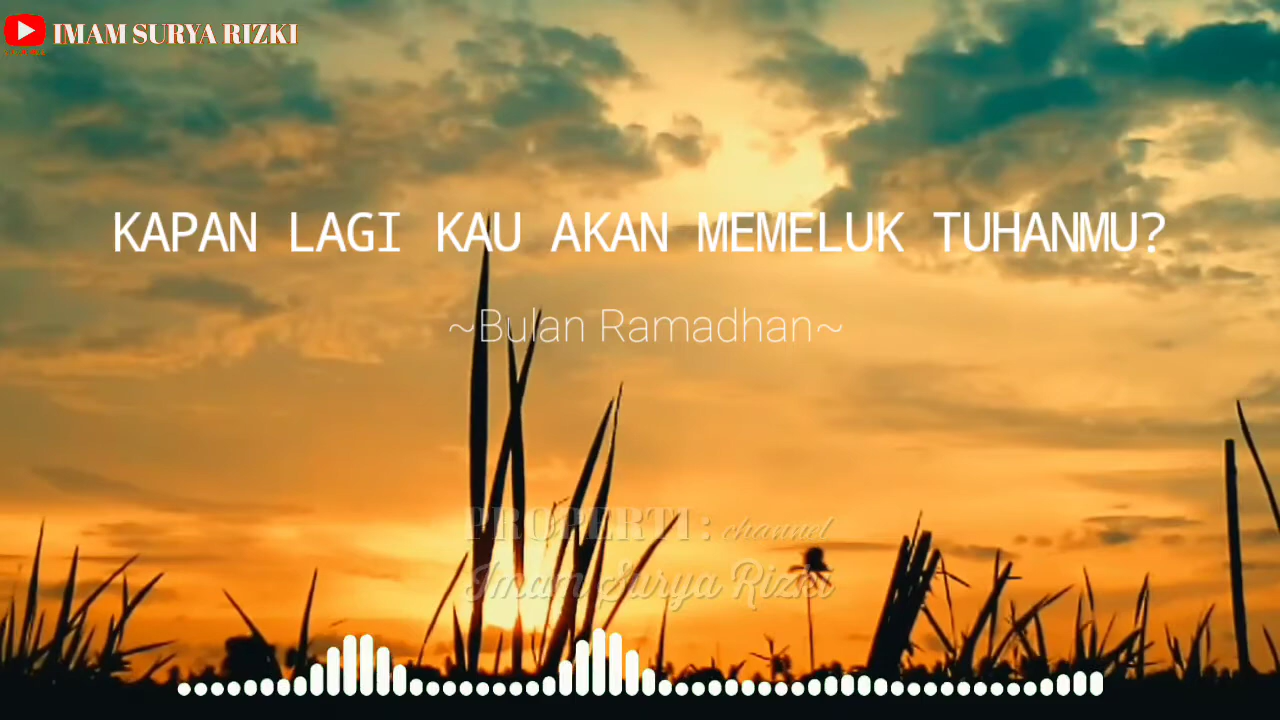 IMAM SURYA RIZKI
KAPAN LAGI KAU AKAN MEMELUK TUHANMU?
~Bulan Ramadhan~
PROPERTI: channel
Imam Surya Rizki